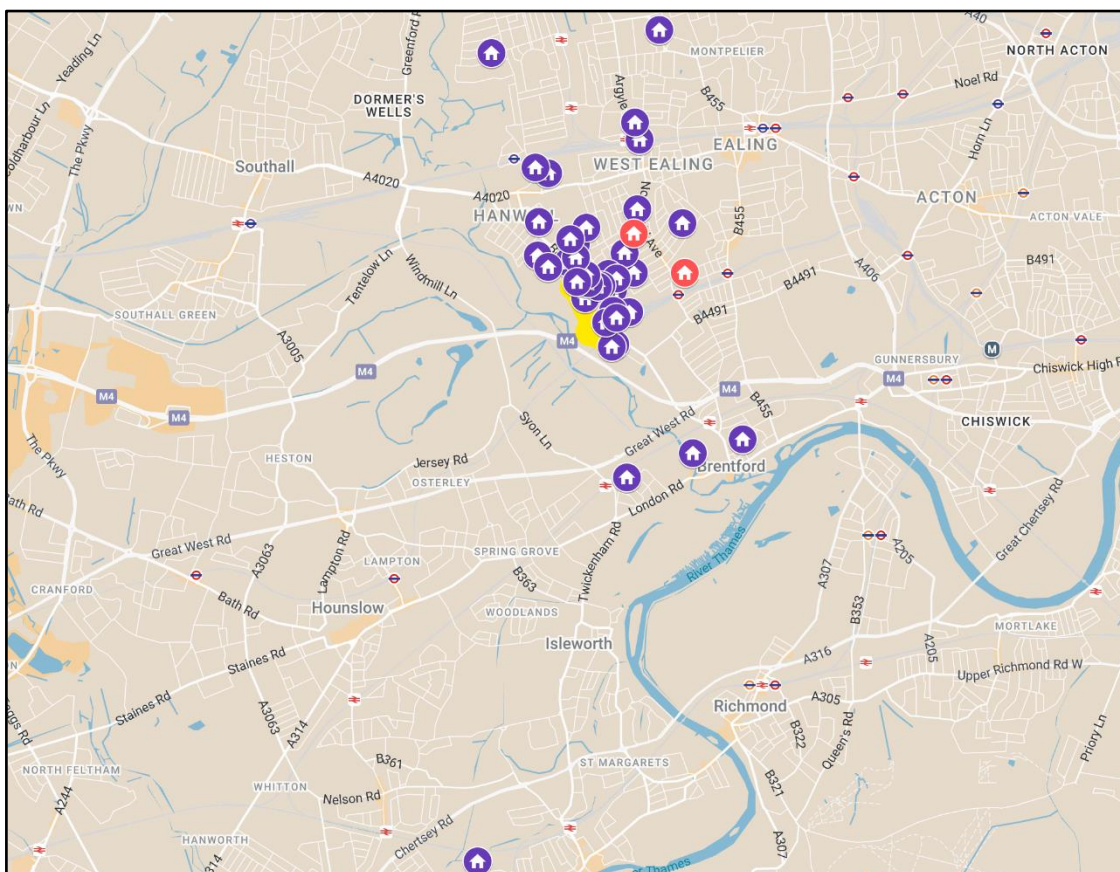 Yeading Ln
Greenford R
MONTPELIER
A40
NORTH ACTON
Noel Rd
Argyle
B455
DORMER'S
WELLS
Coldharbour Ln
The Pkwy
Horn Ln
EALING
WEST EALING
Southall
A4020
A4020
HANW
L
No
Ave
B455
ACTON
ACTON VALE
A406
B491
B4491
B4491
Tentelow Ln
Windmill Ln
SOUTHALL GREEN
A3005
M4
M4
M4
M4
M4
M
GUNNERSBURY
Chiswick High R
CHISWICK
B455
Great West Rd
Syon Ln
The Pkwy
HESTON
Jersey Rd
OSTERLEY
Brentford
London Rd
Bath Rd
Great West Rd
A3063
Lampton Rd
SPRING GROVE
LAMPTON
Twickenham Rd
River Thames
Great Chertsey Rd
A205
A307
B353
CRANFORD
Bath Rd
Hounslow
B363
WOODLANDS
Isleworth
MORTLAKE
A205
A316
Upper Richmond Rd W
Staines Rd
Staines Rd
A3063
A314
Richmond
A305
B322
Queen's Rd
Priory Ln
ST MARGARETS
NORTH FELTHAM
A244
WHITTON
B361
Nelson Rd
B321
HANWORTH
314
Chertsey Rd
A307
Thames